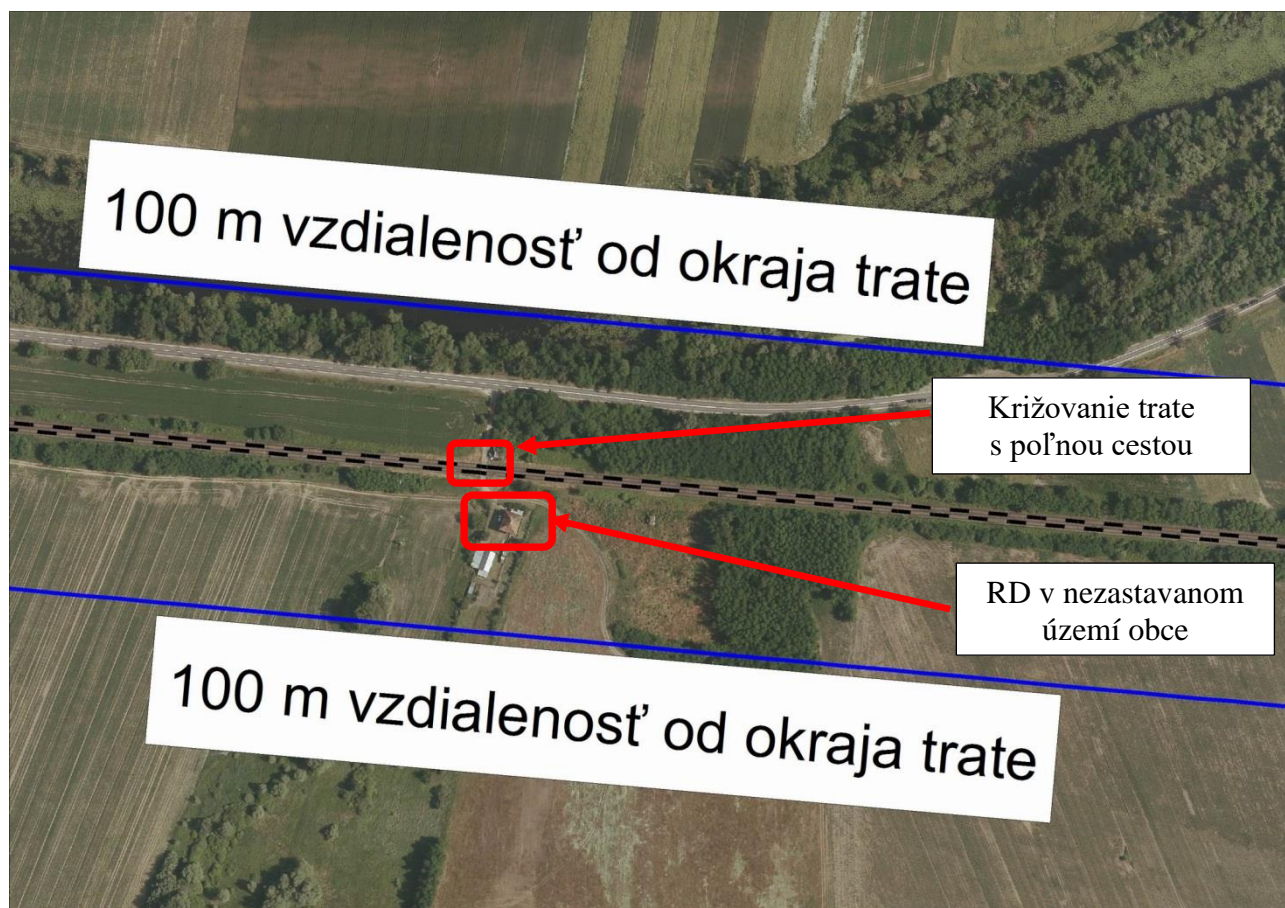 100 m vzdialenosť od okraja trate
Križovanie trate
s poľnou cestou
RD v nezastavanom
území obce
100 m vzdialenosť od okraja trate